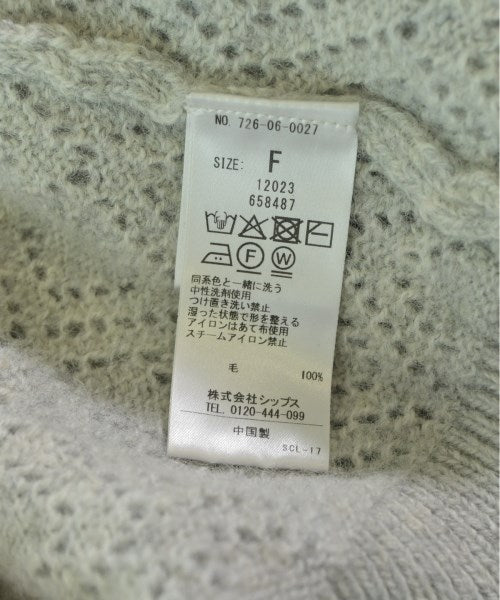 NO. 726-06-0027
SIZE: F
12023
658487
F W
同系色と一緒に洗う
中性洗剤使用
つけ置き洗い禁止
湿った状態で形を整える
アイロンはあて布使用
スチームアイロン禁止
毛 100%
株式会社シップス
TEL. 0120-444-099
中国製
SCL-17